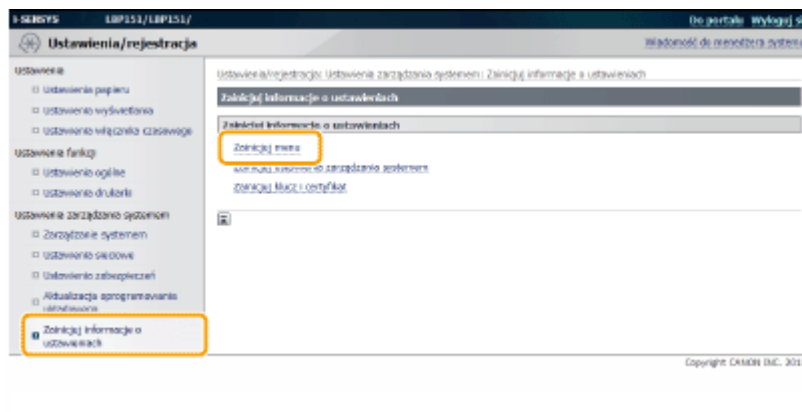 i-SENSYS LBP151/LBP151/ Do portalu Wyloguj s
Ustawienia/rejestracja Wiadomość do menedżera systemu
Ustawienia
Ustawienia papieru
Ustawienia wyświetlania
Ustawienia włącznika czasowego
Ustawienia funkcji
Ustawienia ogólne
Ustawienia drukarki
Ustawienia zarządzania systemem
Zarządzanie systemem
Ustawienia sieciowe
Ustawienia zabezpieczeń
Aktualizacja oprogramowania
układowego
Zainicjuj informacje o
ustawieniach
Ustawienia/rejestracja: Ustawienia zarządzania systemem: Zainicjuj informacje o ustawieniach
Zainicjuj informacje o ustawieniach
Zainicjuj informacje o ustawieniach
Zainicjuj menu
Zainicjuj ustawienia zarządzania systemem
Zainicjuj klucz i certyfikat
Copyright CANON INC. 201